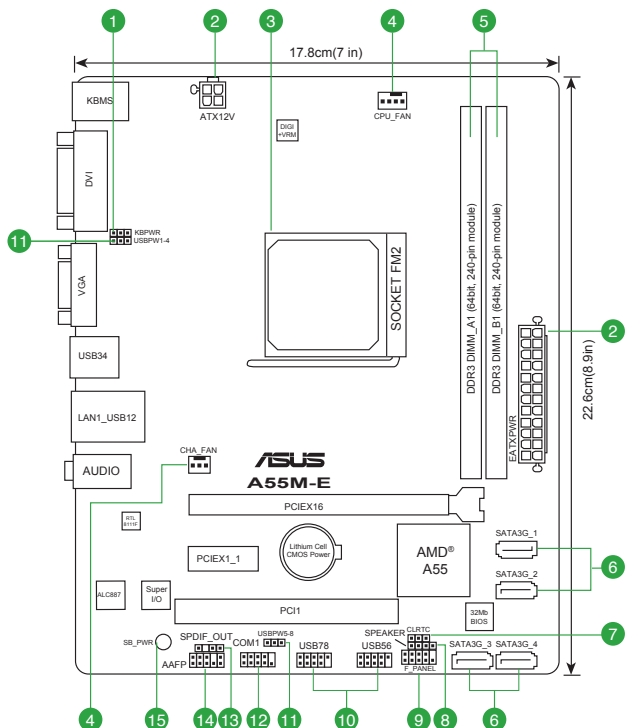 1
2
3
4
5
17.8cm(7 in)
KBMS
ATX12V
DIGI
+VRM
CPU_FAN
DVI
KBPWR
USBPW1-4
11
VGA
SOCKET FM2
DDR3 DIMM_A1 (64bit, 240-pin module)
DDR3 DIMM_B1 (64bit, 240-pin module)
2
22.6cm(8.9in)
EATXPWR
USB34
LAN1_USB12
AUDIO
CHA_FAN
ASUS
A55M-E
PCIEX16
RTL
8111F
PCIEX1_1
Lithium Cell
CMOS Power
AMD®
A55
SATA3G_1
6
SATA3G_2
ALC887
Super
I/O
PCI1
32Mb
BIOS
SB_PWR
SPDIF_OUT
AAFP
COM1
USBPW5-8
USB78
USB56
SPEAKER
CLRTC
F_PANEL
SATA3G_3
SATA3G_4
7
4
15
14
13
12
11
10
9
8
6